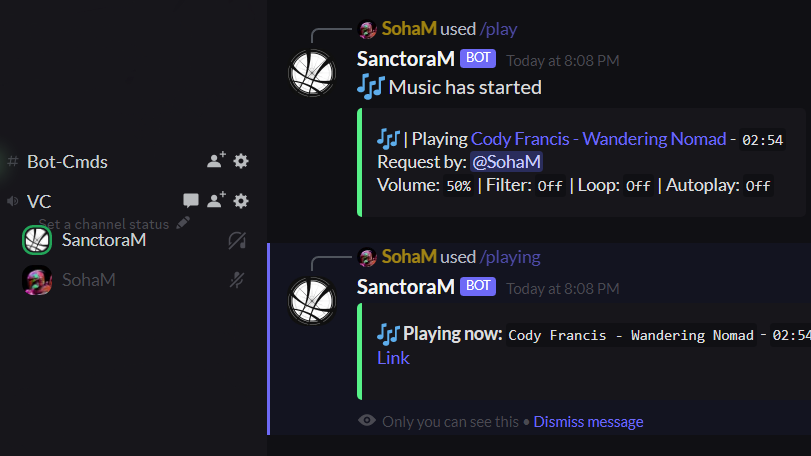 # Bot-Cmds
VC
Set a channel status
SanctoraM
SohaM
SohaM used /play
SanctoraM BOT Today at 8:08 PM
🎶 Music has started
🎶 | Playing Cody Francis - Wandering Nomad - 02:54
Request by: @SohaM
Volume: 50% | Filter: Off | Loop: Off | Autoplay: Off
SohaM used /playing
SanctoraM BOT Today at 8:08 PM
🎶 Playing now: Cody Francis - Wandering Nomad - 02:54
Link
Only you can see this • Dismiss message